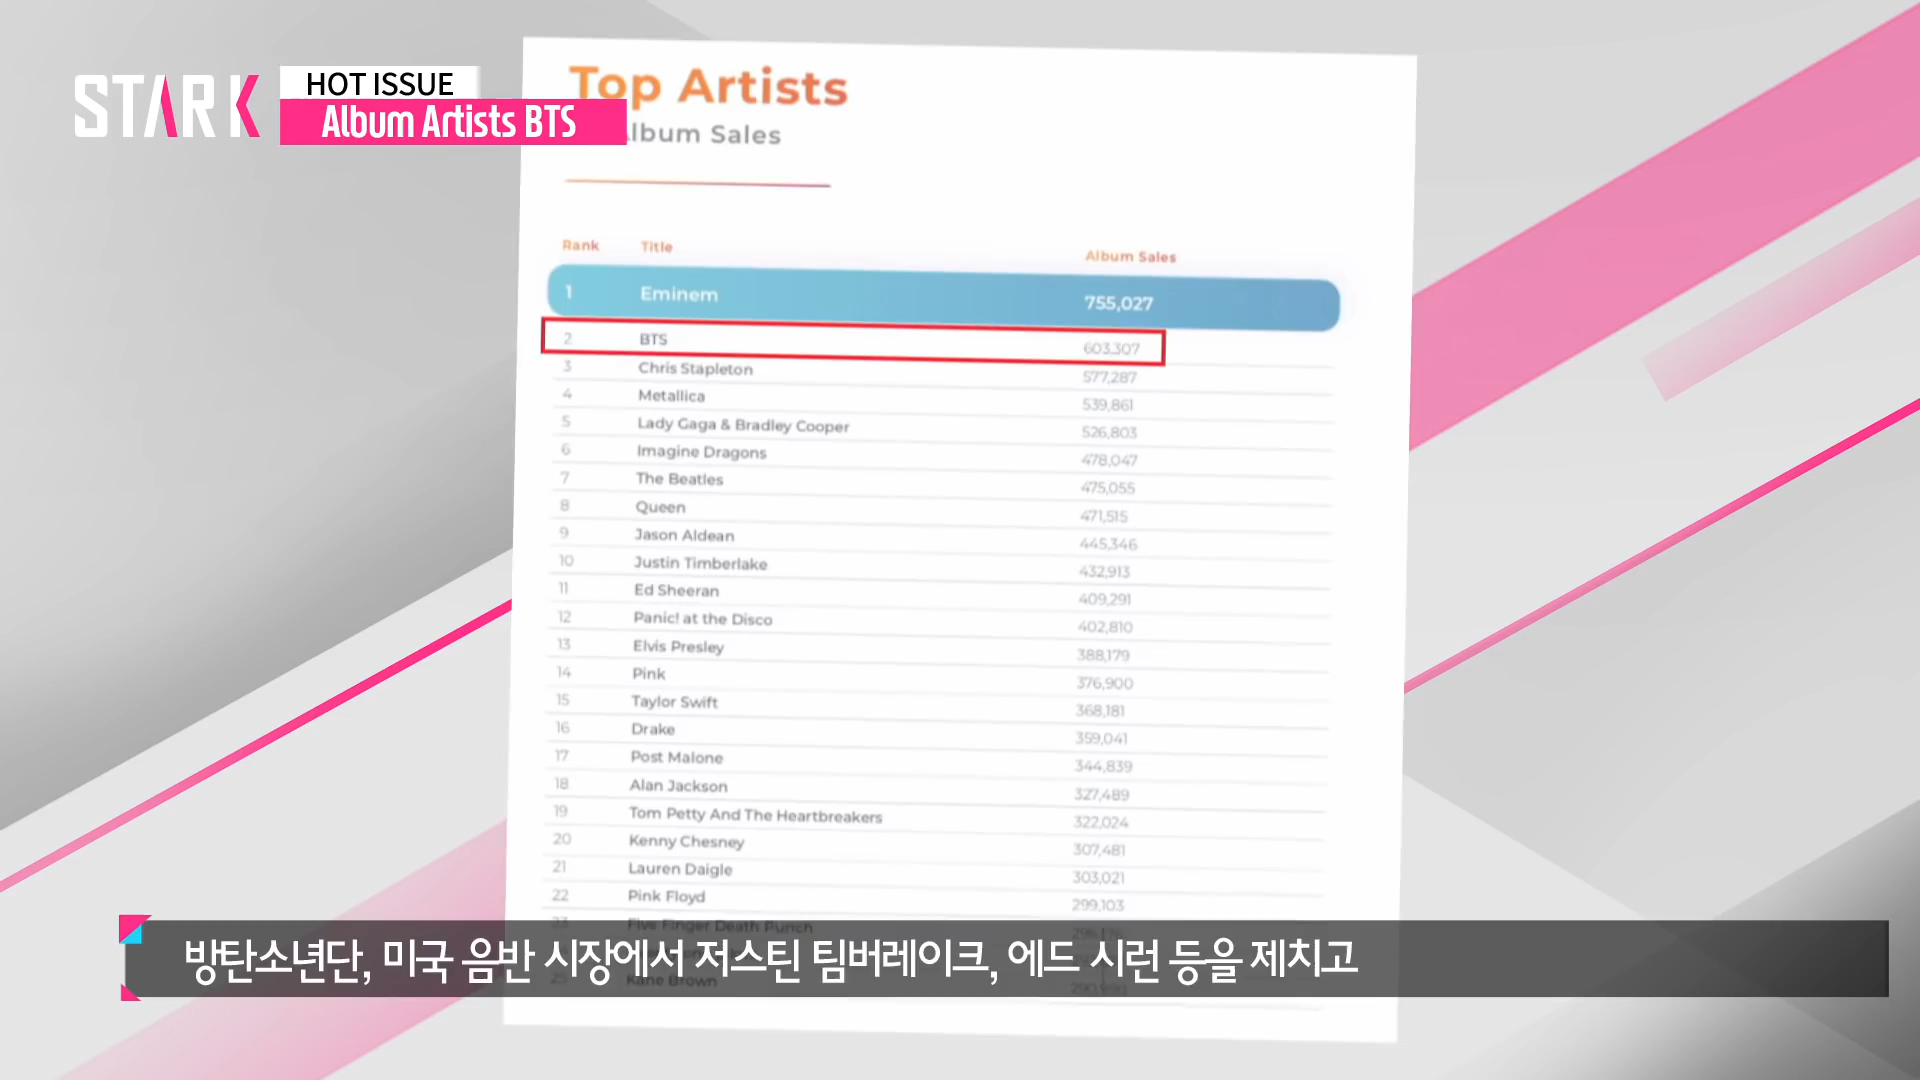 STAR K
HOT ISSUE
Album Artists BTS
Top Artists
Album Sales
Rank Title Album Sales
1 Eminem 755,027
2 BTS 603,307
3 Chris Stapleton 577,287
4 Metallica 539,861
5 Lady Gaga & Bradley Cooper 526,803
6 Imagine Dragons 478,047
7 The Beatles 475,055
8 Queen 471,515
9 Jason Aldean 445,346
10 Justin Timberlake 432,913
11 Ed Sheeran 409,291
12 Panic! at the Disco 402,810
13 Elvis Presley 388,179
14 Pink 376,900
15 Taylor Swift 368,181
16 Drake 359,041
17 Post Malone 344,839
18 Alan Jackson 327,489
19 Tom Petty And The Heartbreakers 322,024
20 Kenny Chesney 307,481
21 Lauren Daigle 303,021
22 Pink Floyd 299,103
23 Five Finger Death Punch
방탄소년단, 미국 음반 시장에서 저스틴 팀버레이크, 에드 시런 등을 제치고
25 Kane Brown